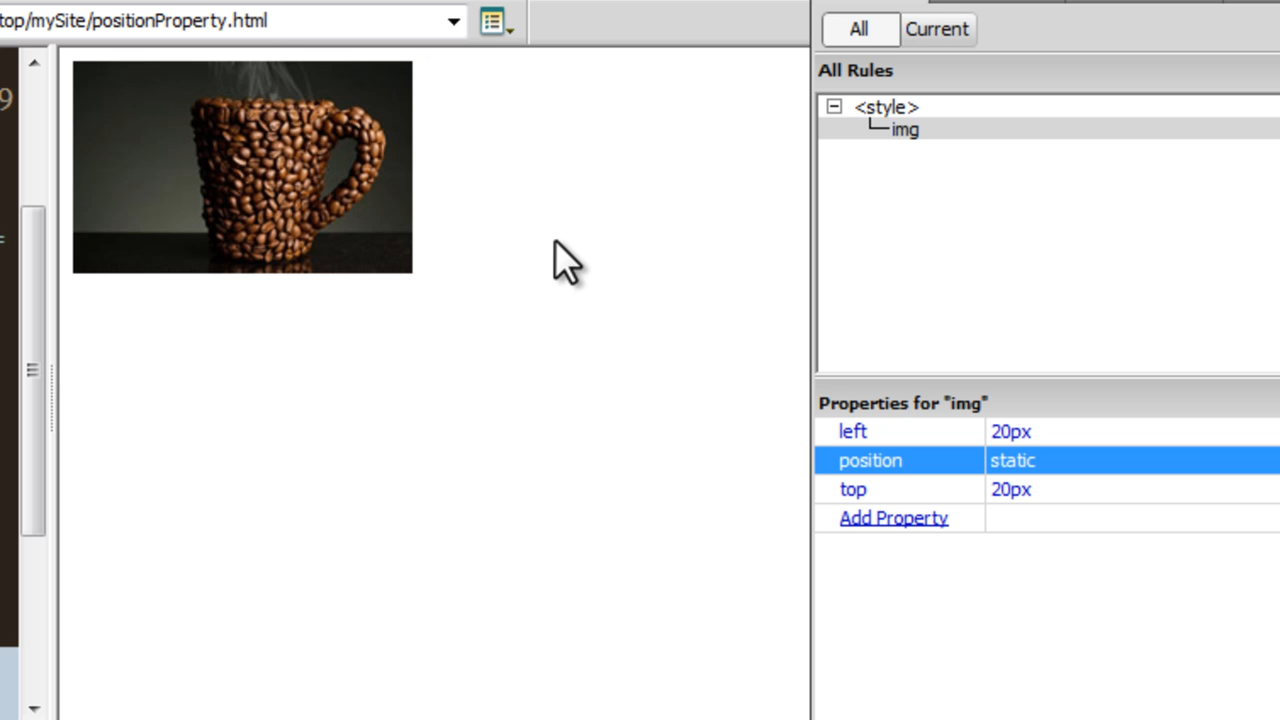 top/mySite/positionProperty.html
9
=
All
Current
All Rules
<style>
img
Properties for "img"
left 20px
position static
top 20px
Add Property